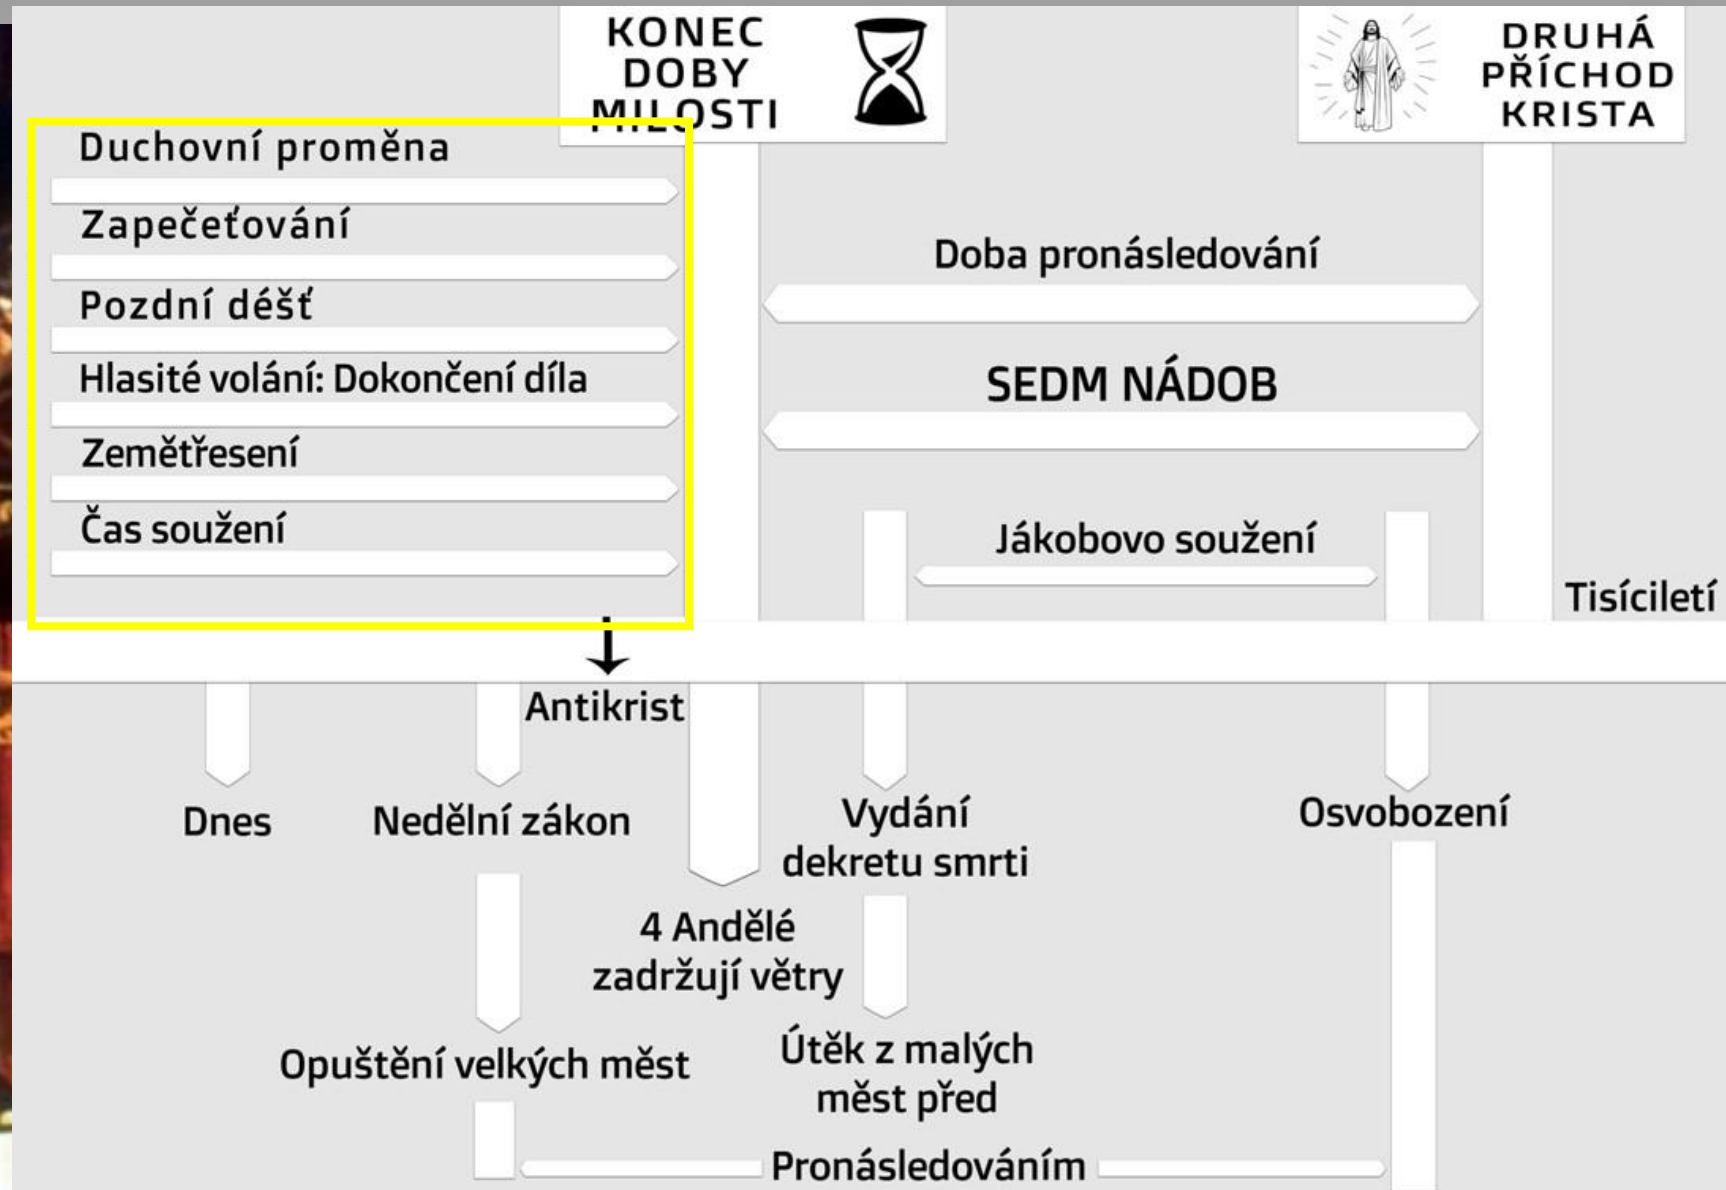 KONEC
DOBY
MILOSTI
DRUHÁ
PŘÍCHOD
KRISTA
Duchovní proměna
Zapečeťování
Pozdní déšť
Hlasité volání: Dokončení díla
Zemětřesení
Čas soužení
Doba pronásledování
SEDM NÁDOB
Jákobovo soužení
Tisíciletí
Antikrist
Dnes
Nedělní zákon
Vydání
dekretu smrti
Osvobození
4 Andělé
zadržují větry
Opuštění velkých měst
Útěk z malých
měst před
Pronásledováním